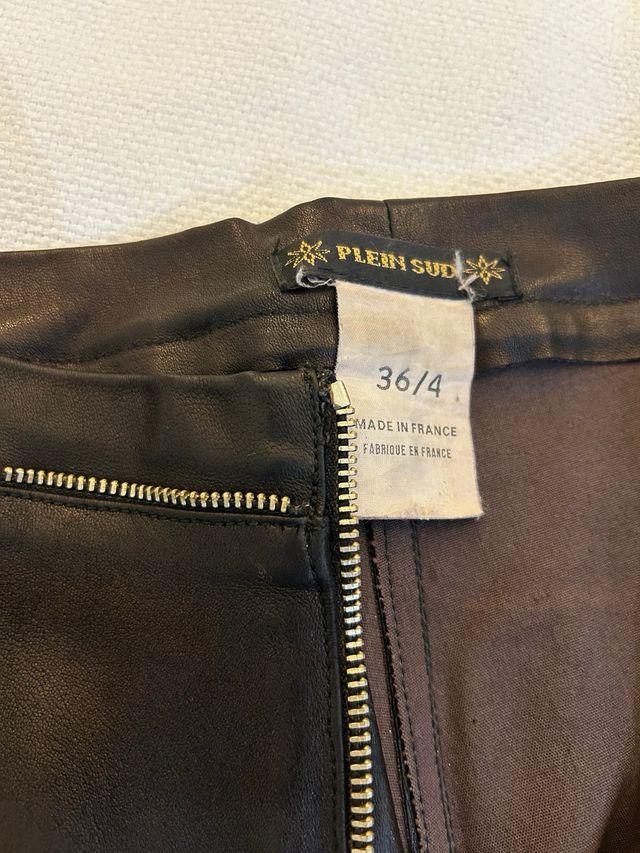 PLEIN SUD
36/4
MADE IN FRANCE
FABRIQUE EN FRANCE